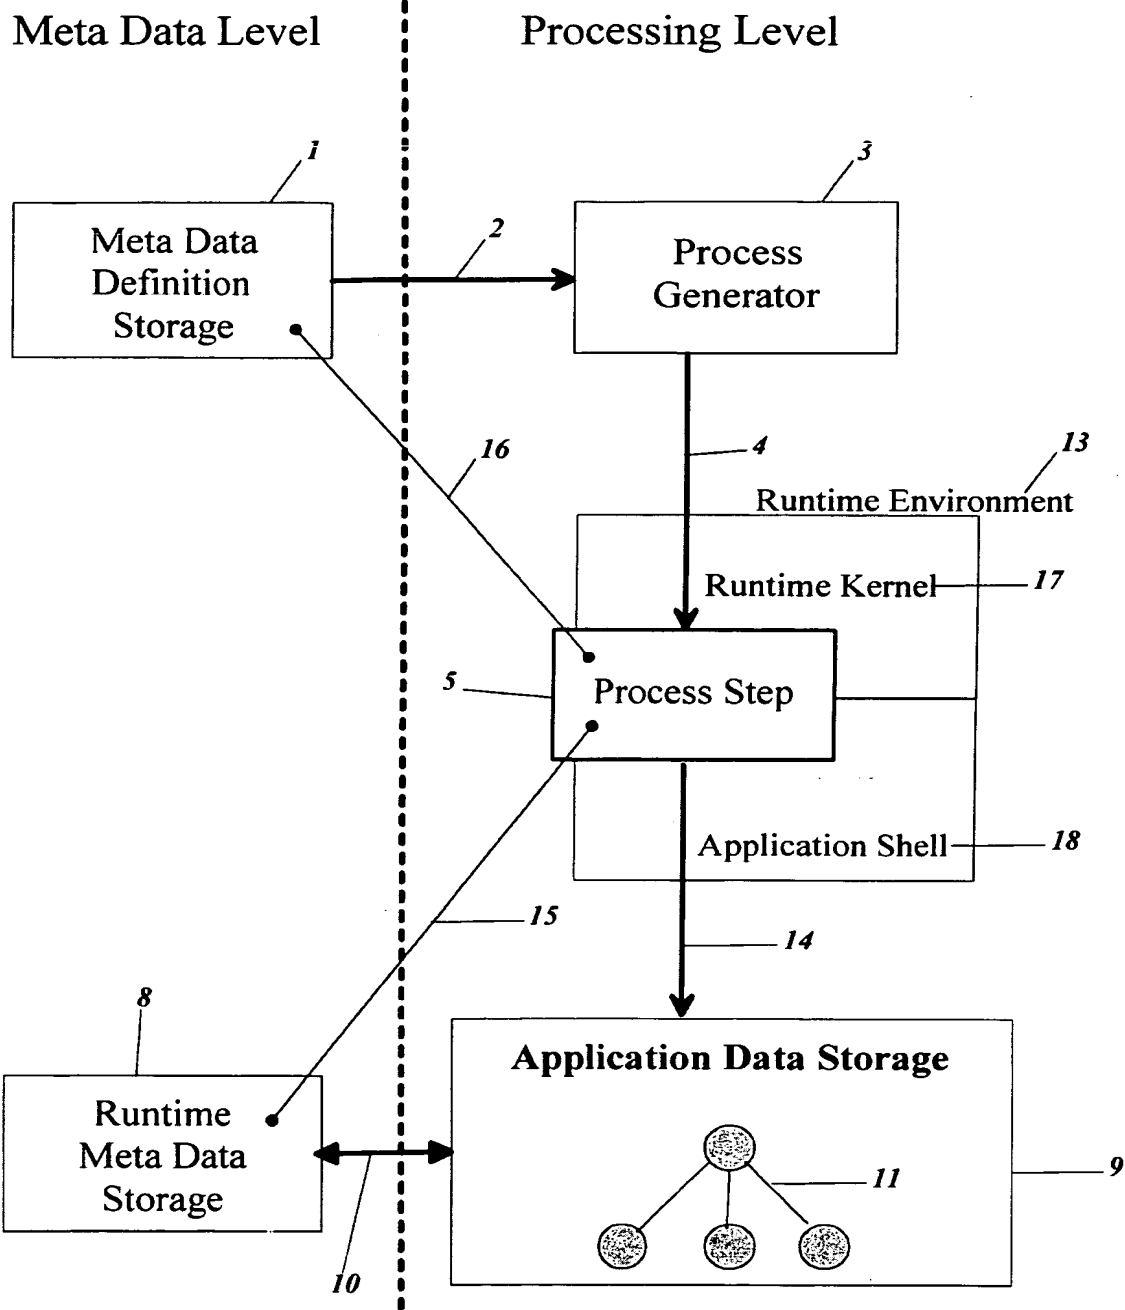 Meta Data Level
Processing Level
1
3
Meta Data
Definition
Storage
2
Process
Generator
16
4
13
Runtime Environment
Runtime Kernel
17
5
Process Step
Application Shell
18
15
14
8
Runtime
Meta Data
Storage
Application Data Storage
11
9
10